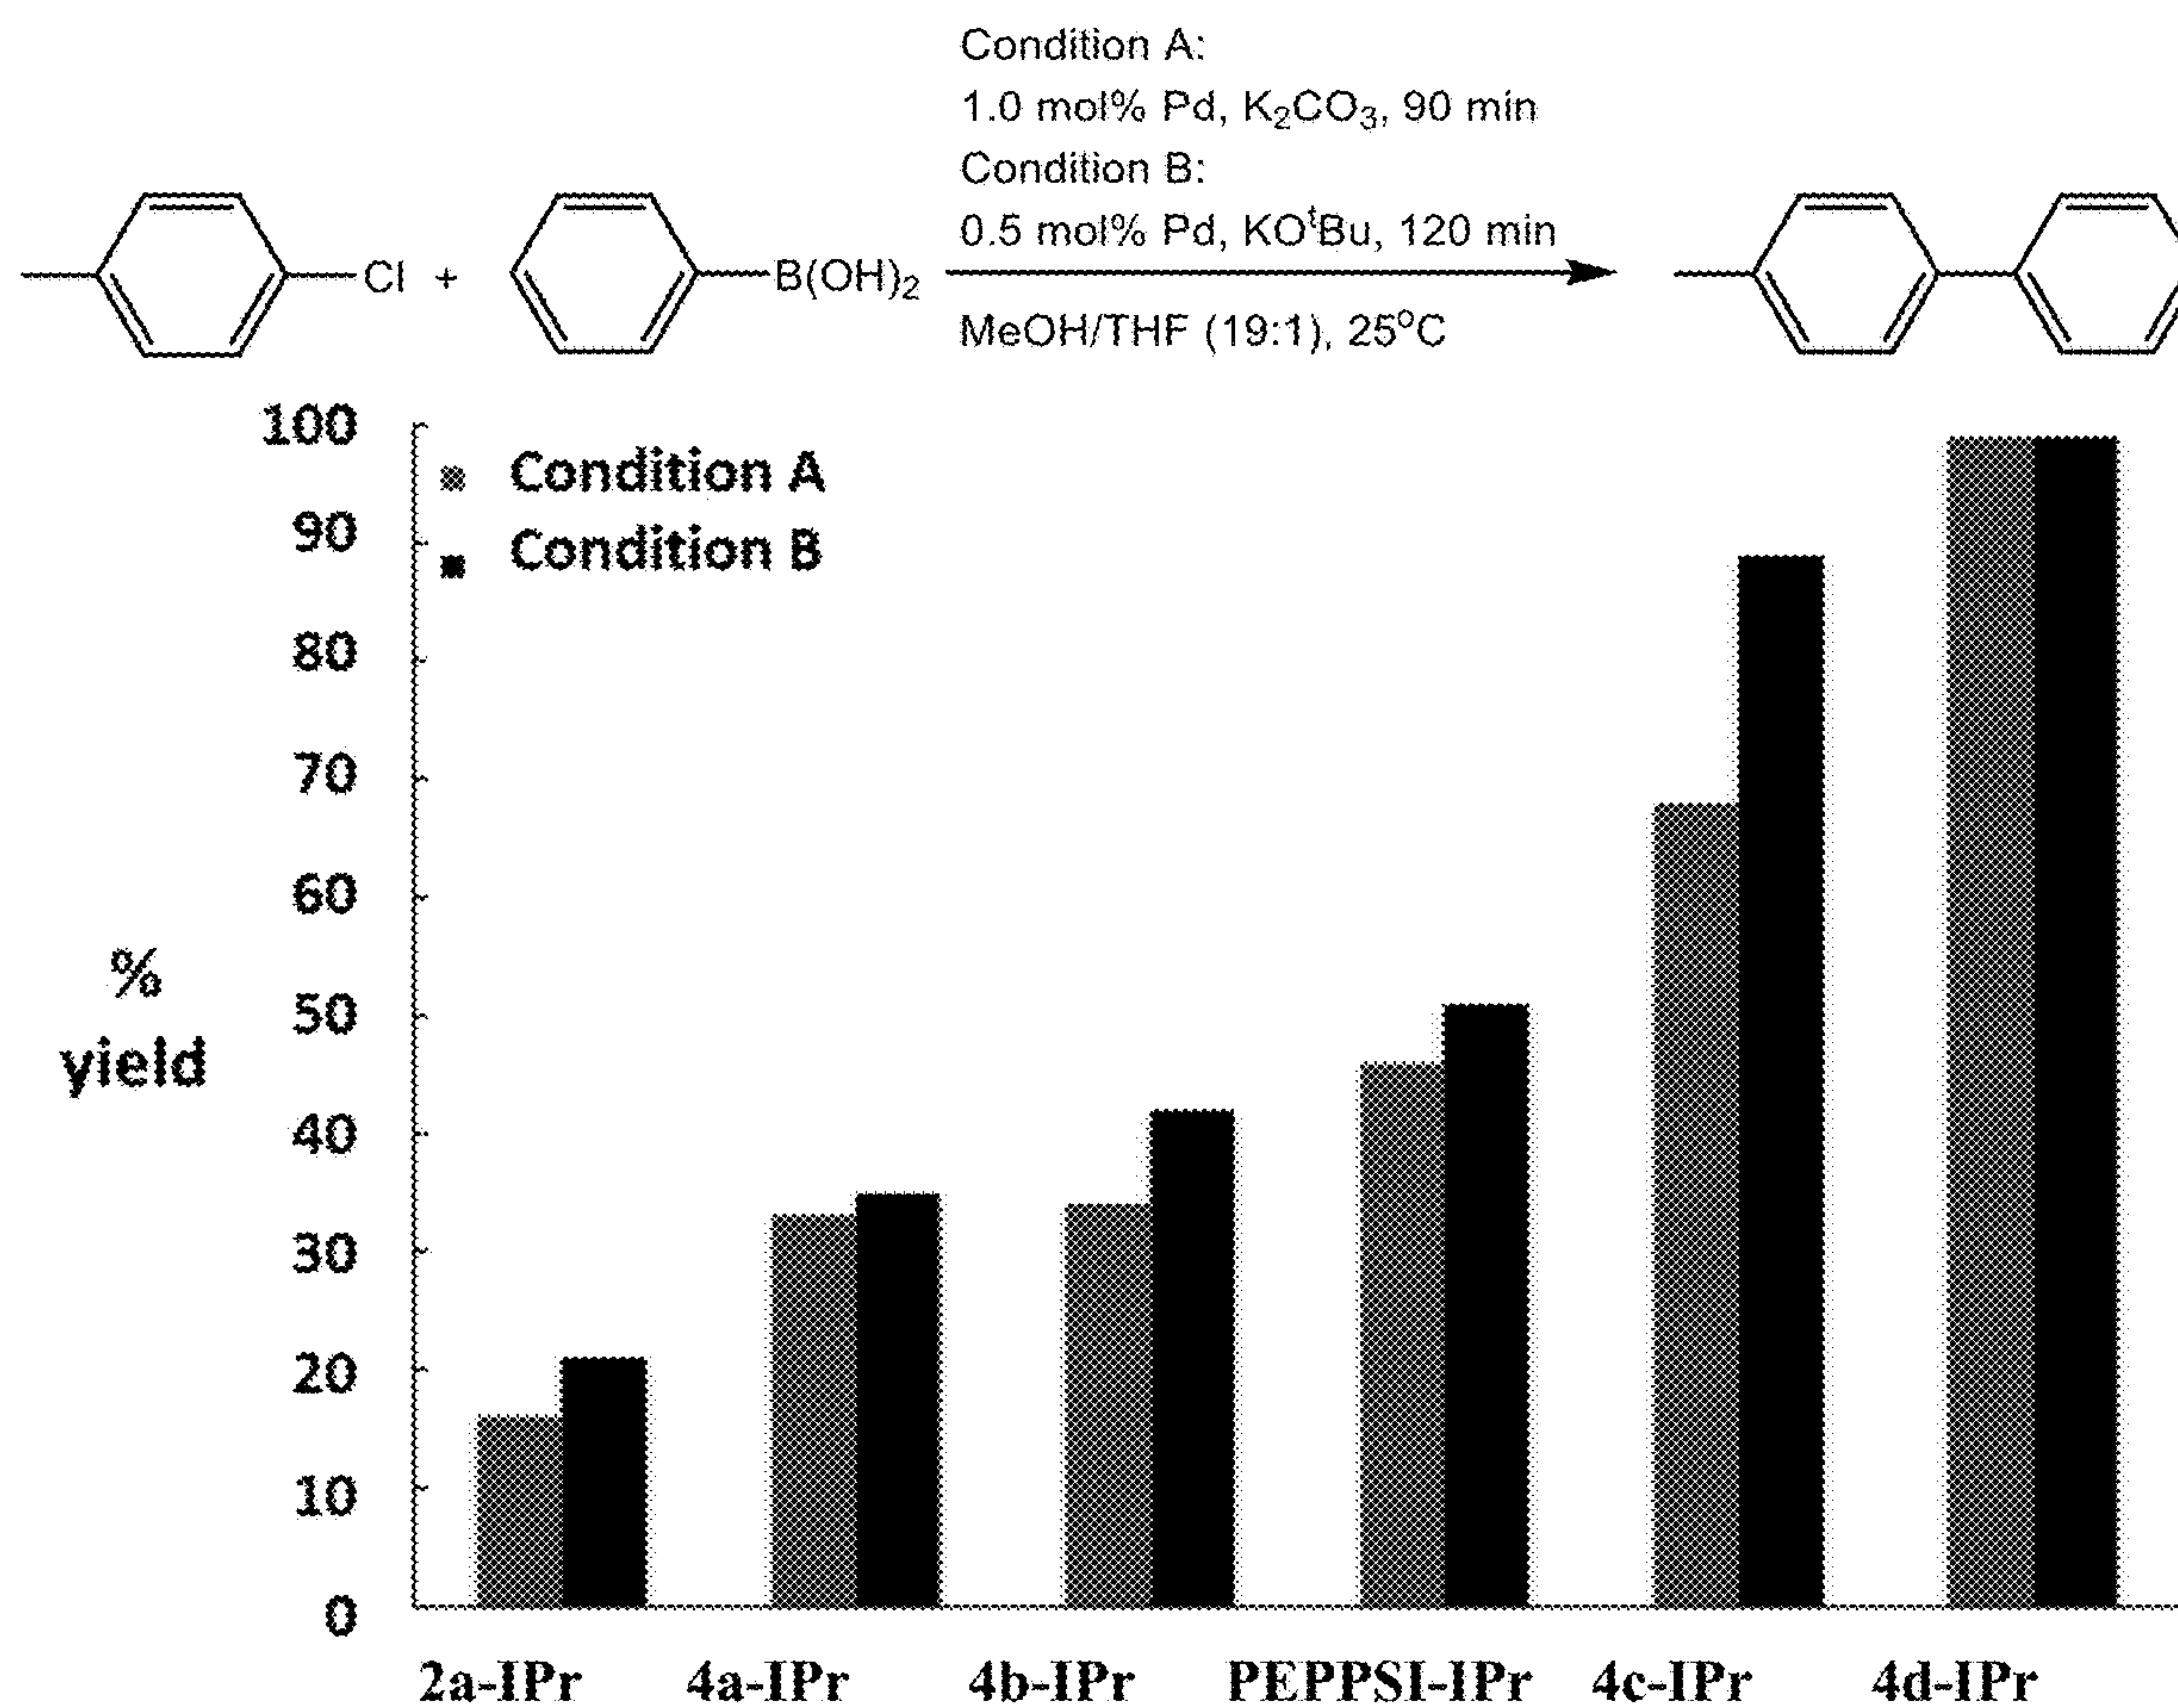 Condition A:
1.0 mol% Pd, K₂CO₃, 90 min
Condition B:
0.5 mol% Pd, KOᵗBu, 120 min
Cl + B(OH)₂
MeOH/THF (19:1), 25°C
100
Condition A
90
Condition B
80
70
60
% yield
50
40
30
20
10
0
2a-IPr 4a-IPr 4b-IPr PEPPSI-IPr 4c-IPr 4d-IPr